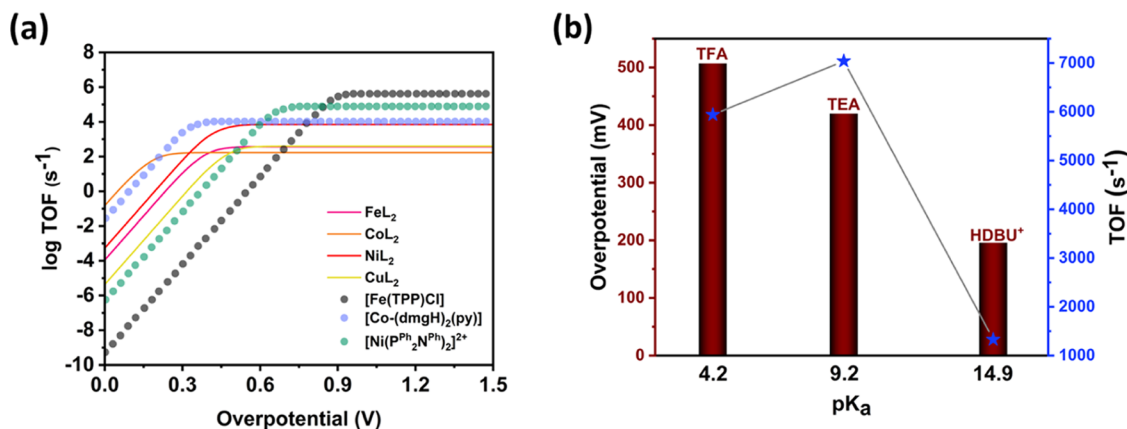 (a)
8
6
4
2
0
-2
-4
-6
-8
-10
log TOF (s⁻¹)
FeL₂
CoL₂
NiL₂
CuL₂
[Fe(TPP)Cl]
[Co-(dmgH)₂(py)]
[Ni(Pᴾʰ₂Nᴾʰ)₂]²⁺
0.0 0.3 0.6 0.9 1.2 1.5
Overpotential (V)
(b)
500
400
300
200
100
0
Overpotential (mV)
TFA
TEA
HDBU⁺
4.2 9.2 14.9
pKₐ
7000
6000
5000
4000
3000
2000
1000
TOF (s⁻¹)